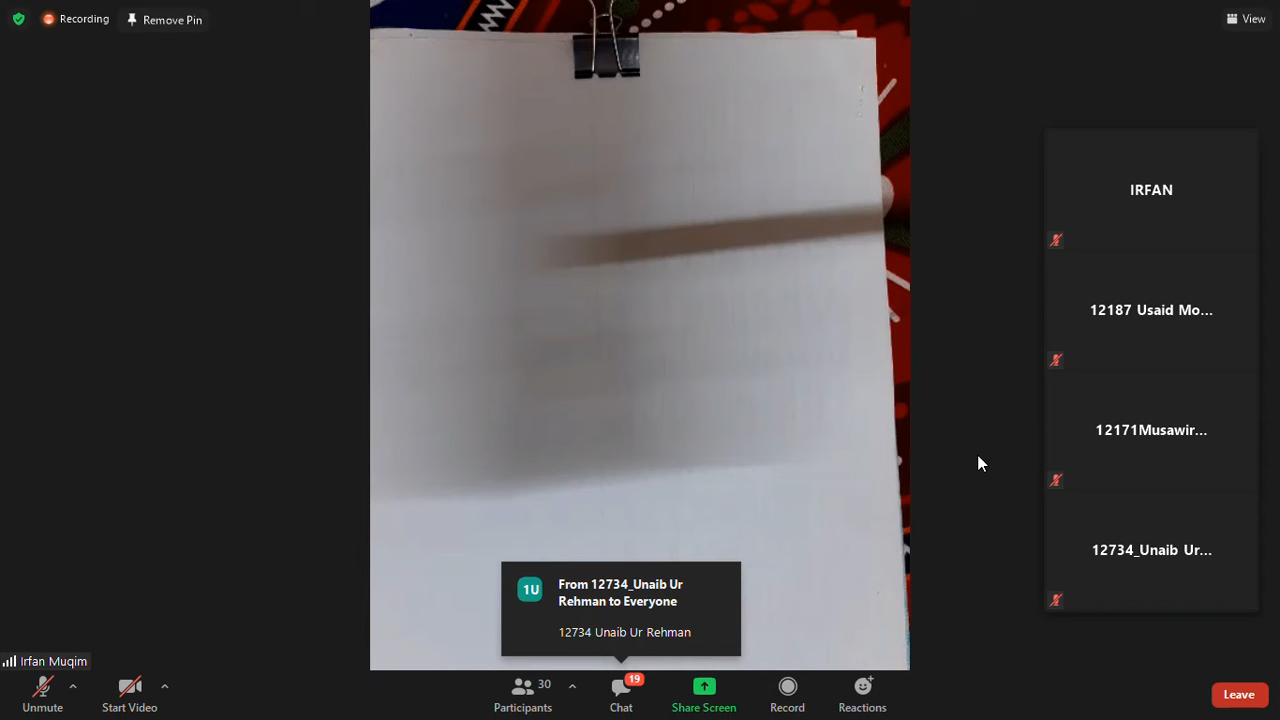 Recording
Remove Pin
View
IRFAN
12187 Usaid Mo...
12171Musawir...
12734_Unaib Ur...
1U
From 12734_Unaib Ur
Rehman to Everyone
12734 Unaib Ur Rehman
Irfan Muqim
Unmute
Start Video
30
Participants
19
Chat
Share Screen
Record
Reactions
Leave